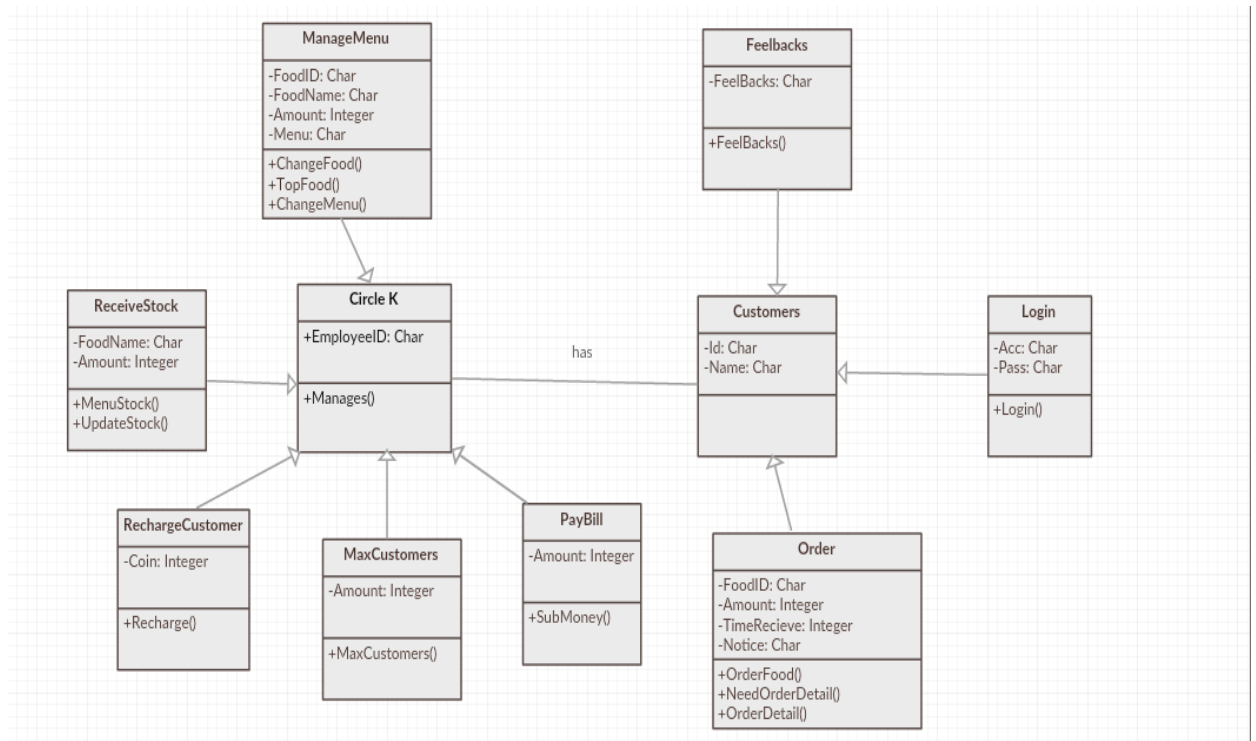 ManageMenu
-FoodID: Char
-FoodName: Char
-Amount: Integer
-Menu: Char
+ChangeFood()
+TopFood()
+ChangeMenu()
Feelbacks
-FeelBacks: Char
+FeelBacks()
ReceiveStock
-FoodName: Char
-Amount: Integer
+MenuStock()
+UpdateStock()
Circle K
+EmployeeID: Char
+Manages()
has
Customers
-Id: Char
-Name: Char
Login
-Acc: Char
-Pass: Char
+Login()
RechargeCustomer
-Coin: Integer
+Recharge()
MaxCustomers
-Amount: Integer
+MaxCustomers()
PayBill
-Amount: Integer
+SubMoney()
Order
-FoodID: Char
-Amount: Integer
-TimeRecieve: Integer
-Notice: Char
+OrderFood()
+NeedOrderDetail()
+OrderDetail()